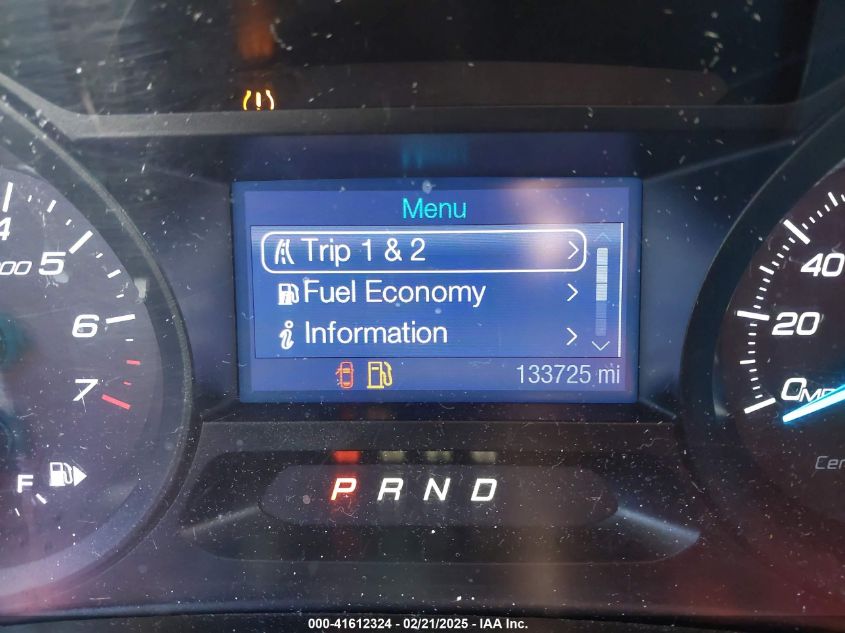 Menu
Trip 1 & 2
Fuel Economy
Information
133725 mi
4
5
6
7
F
40
20
0
P R N D
000-41612324 - 02/21/2025 - IAA Inc.